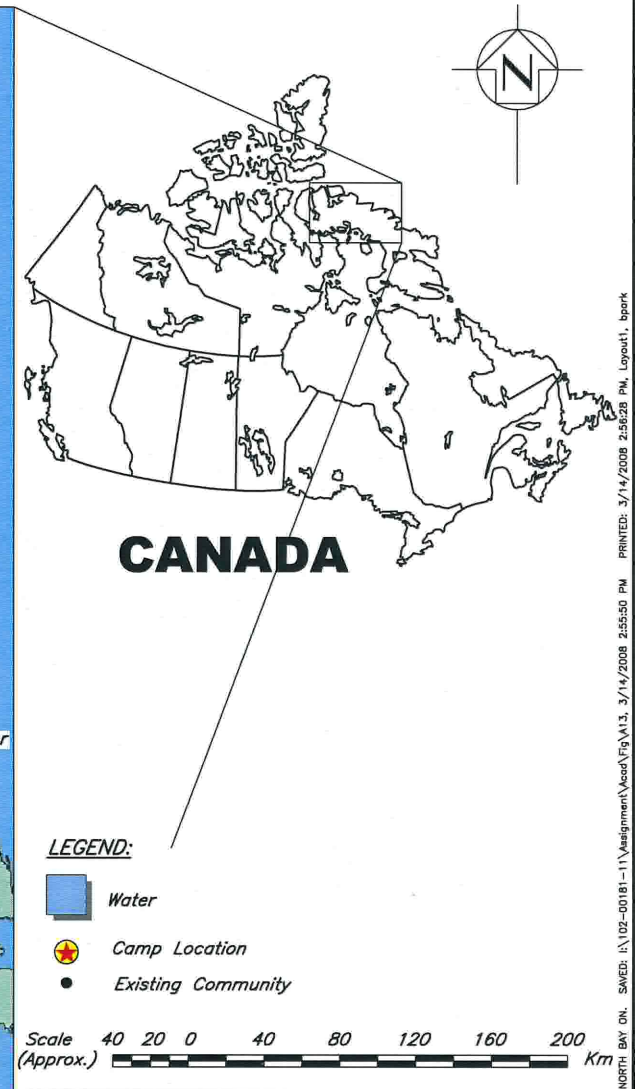 N
CANADA
r
LEGEND:
Water
Camp Location
Existing Community
Scale
(Approx.)
40 20 0 40 80 120 160 200
Km
NORTH BAY ON. SAVED: I:\102-00181-11\Assignment\Acad\Fig\A13, 3/14/2008 2:55:50 PM PRINTED: 3/14/2008 2:56:28 PM, Layout1, bpark